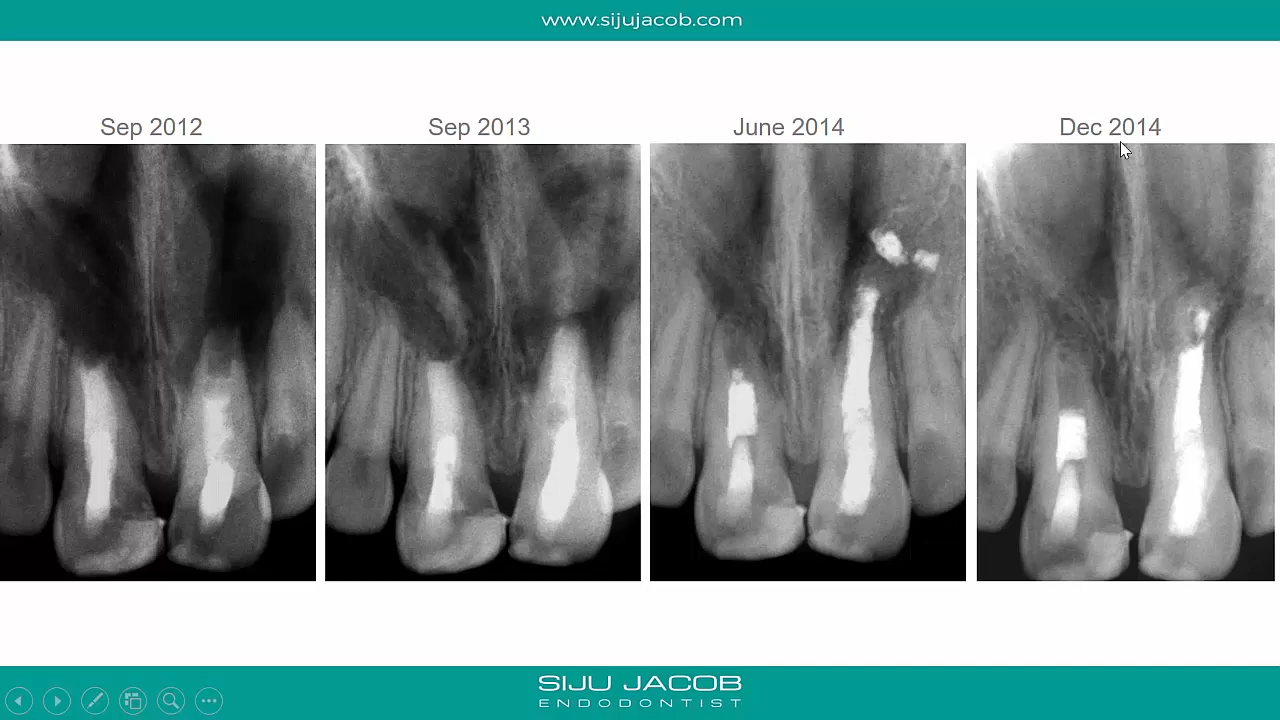 www.sijujacob.com
Sep 2012
Sep 2013
June 2014
Dec 2014
SIJU JACOB
ENDODONTIST